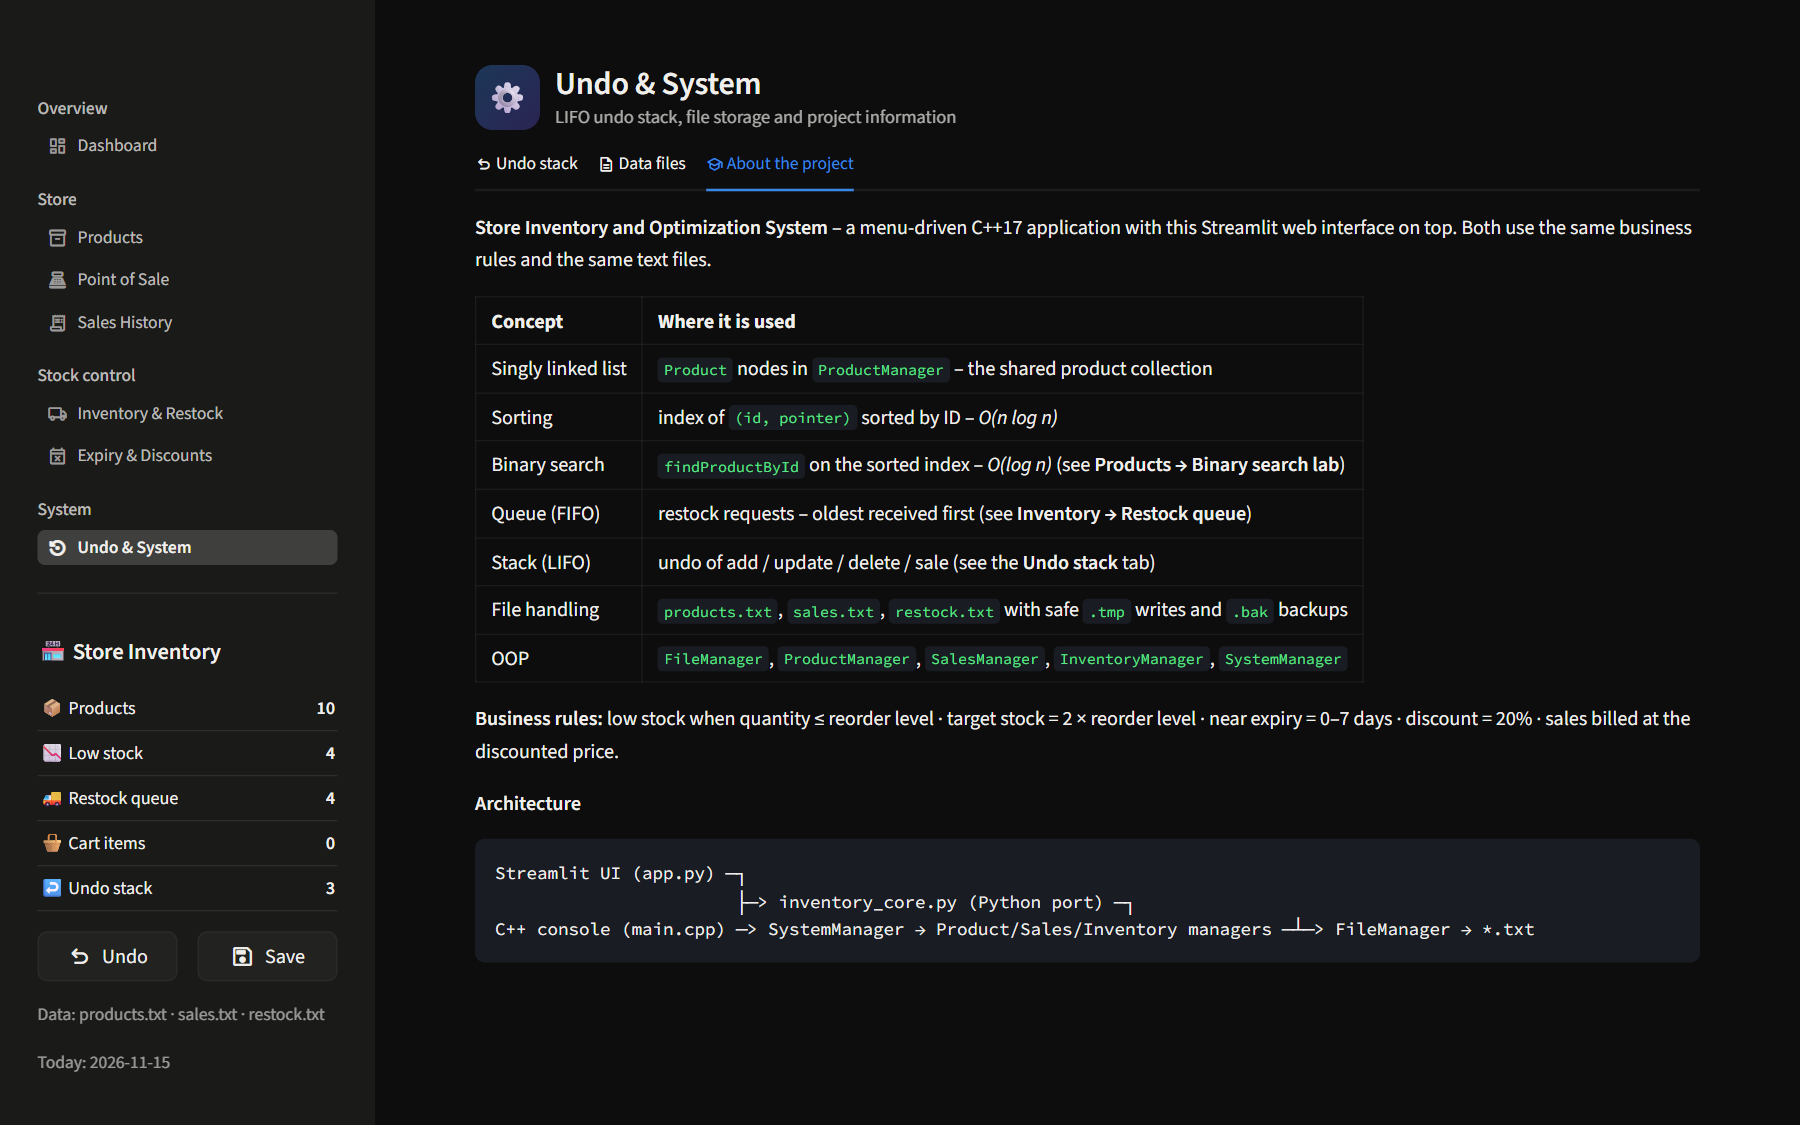 Overview
Dashboard
Store
Products
Point of Sale
Sales History
Stock control
Inventory & Restock
Expiry & Discounts
System
Undo & System
Store Inventory
Products 10
Low stock 4
Restock queue 4
Cart items 0
Undo stack 3
Undo Save
Data: products.txt · sales.txt · restock.txt
Today: 2026-11-15
Undo & System
LIFO undo stack, file storage and project information
Undo stack Data files About the project
Store Inventory and Optimization System – a menu-driven C++17 application with this Streamlit web interface on top. Both use the same business
rules and the same text files.
Concept Where it is used
Singly linked list Product nodes in ProductManager – the shared product collection
Sorting index of (id, pointer) sorted by ID – O(n log n)
Binary search findProductById on the sorted index – O(log n) (see Products → Binary search lab)
Queue (FIFO) restock requests – oldest received first (see Inventory → Restock queue)
Stack (LIFO) undo of add / update / delete / sale (see the Undo stack tab)
File handling products.txt, sales.txt, restock.txt with safe .tmp writes and .bak backups
OOP FileManager, ProductManager, SalesManager, InventoryManager, SystemManager
Business rules: low stock when quantity ≤ reorder level · target stock = 2 × reorder level · near expiry = 0–7 days · discount = 20% · sales billed at the
discounted price.
Architecture
Streamlit UI (app.py) ─┐
├─> inventory_core.py (Python port) ─┐
C++ console (main.cpp) ─> SystemManager → Product/Sales/Inventory managers ─┴─> FileManager → *.txt